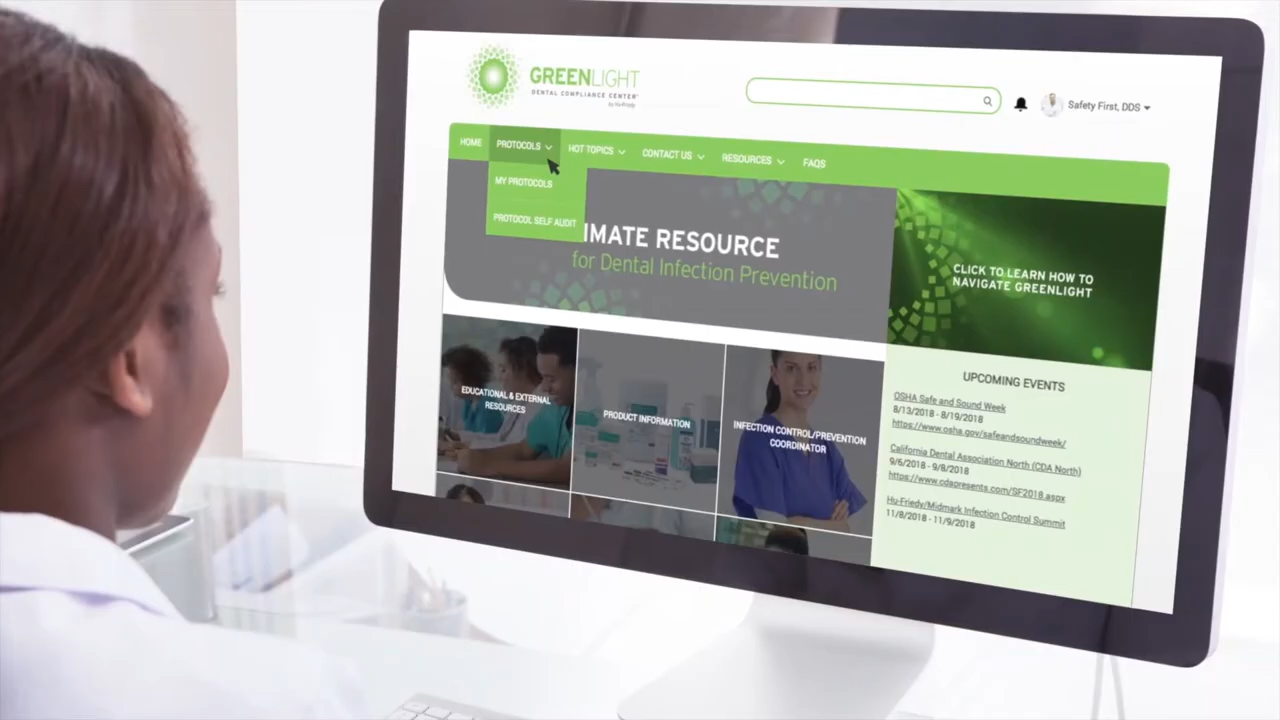 GREENLIGHT
DENTAL COMPLIANCE CENTER
by Hu-Friedy
Safety First, DDS
HOME
PROTOCOLS
HOT TOPICS
CONTACT US
RESOURCES
FAQS
MY PROTOCOLS
PROTOCOL SELF AUDIT
IMATE RESOURCE
for Dental Infection Prevention
CLICK TO LEARN HOW TO
NAVIGATE GREENLIGHT
EDUCATIONAL & EXTERNAL
RESOURCES
PRODUCT INFORMATION
INFECTION CONTROL/PREVENTION
COORDINATOR
UPCOMING EVENTS
OSHA Safe and Sound Week
8/13/2018 - 8/19/2018
https://www.osha.gov/safeandsoundweek/
California Dental Association North (CDA North)
9/6/2018 - 9/8/2018
https://www.cdapresents.com/SF2018.aspx
Hu-Friedy/Midmark Infection Control Summit
11/8/2018 - 11/9/2018